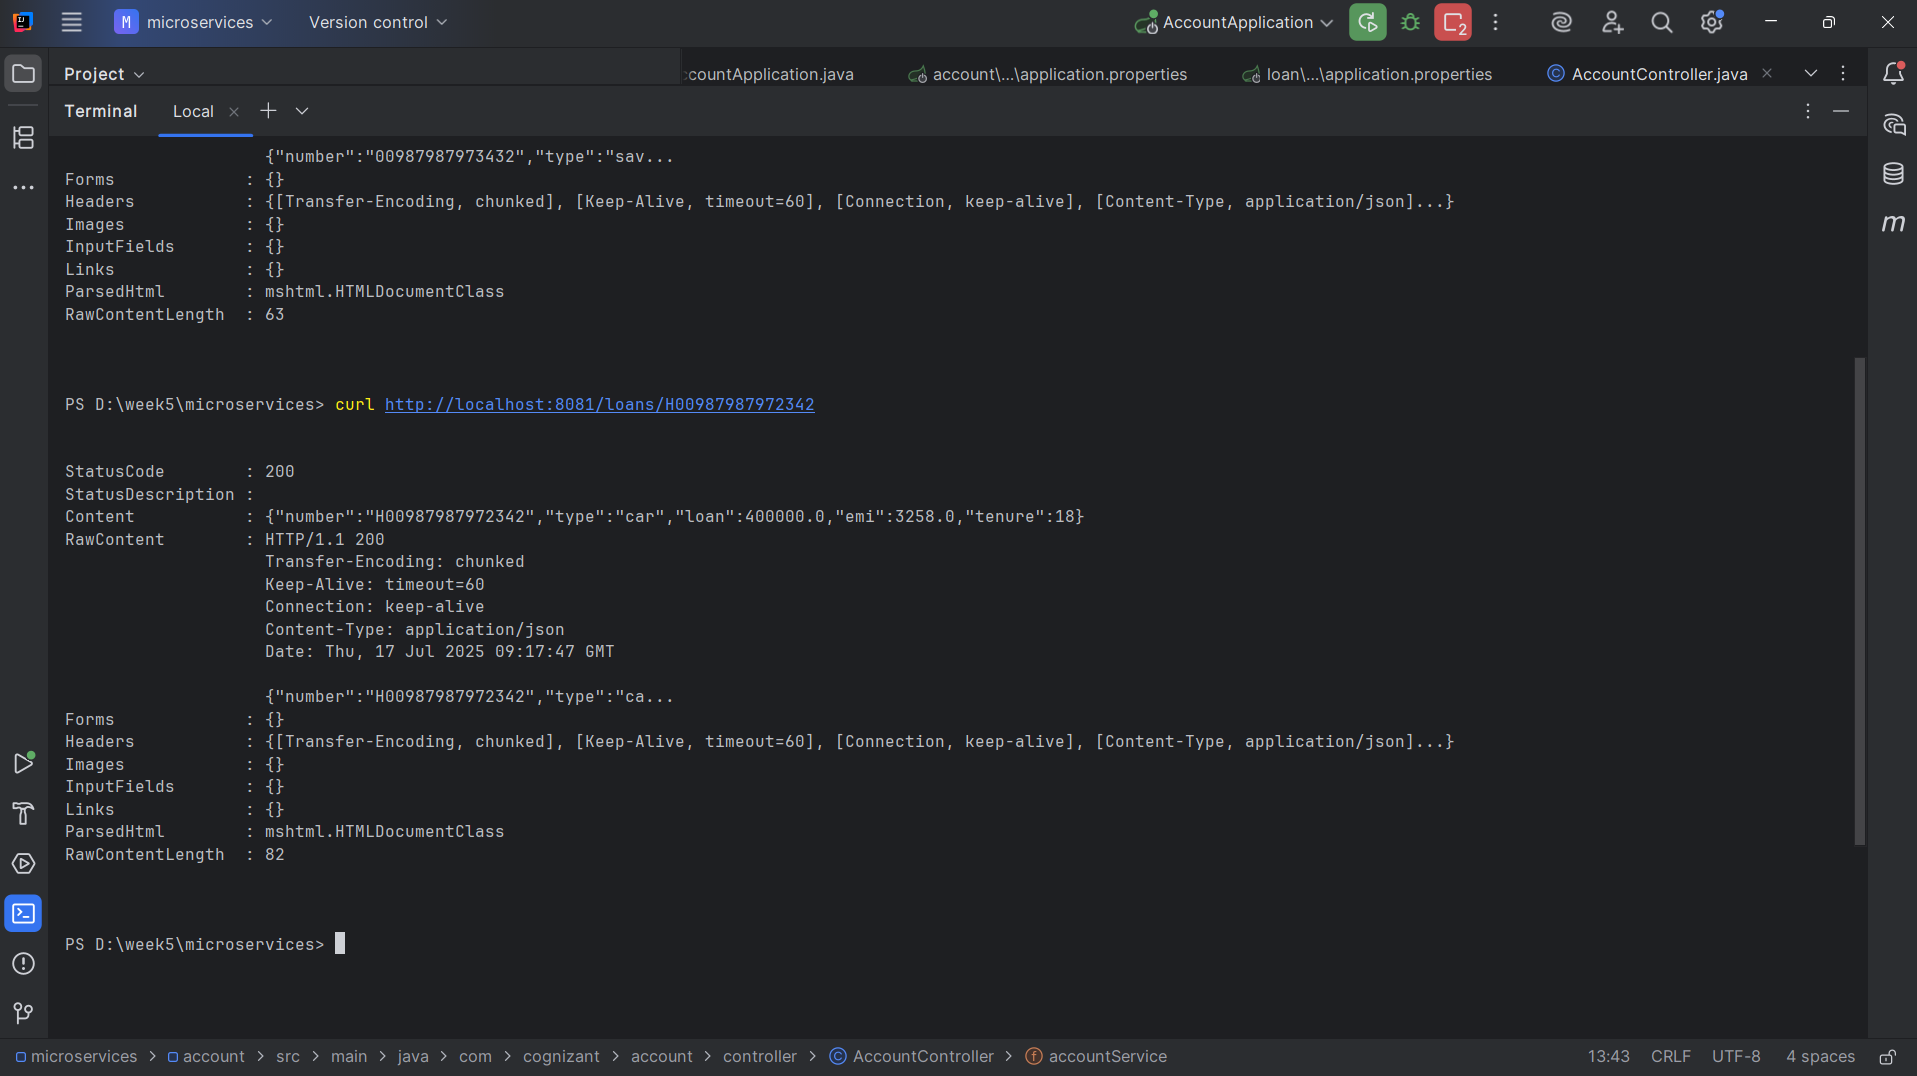 M microservices Version control AccountApplication 2
Project countApplication.java account\...\application.properties loan\...\application.properties AccountController.java
Terminal Local
{"number":"00987987973432","type":"sav...
Forms : {}
Headers : {[Transfer-Encoding, chunked], [Keep-Alive, timeout=60], [Connection, keep-alive], [Content-Type, application/json]...}
Images : {}
InputFields : {}
Links : {}
ParsedHtml : mshtml.HTMLDocumentClass
RawContentLength : 63
PS D:\week5\microservices> curl http://localhost:8081/loans/H00987987972342
StatusCode : 200
StatusDescription :
Content : {"number":"H00987987972342","type":"car","loan":400000.0,"emi":3258.0,"tenure":18}
RawContent : HTTP/1.1 200
Transfer-Encoding: chunked
Keep-Alive: timeout=60
Connection: keep-alive
Content-Type: application/json
Date: Thu, 17 Jul 2025 09:17:47 GMT
{"number":"H00987987972342","type":"ca...
Forms : {}
Headers : {[Transfer-Encoding, chunked], [Keep-Alive, timeout=60], [Connection, keep-alive], [Content-Type, application/json]...}
Images : {}
InputFields : {}
Links : {}
ParsedHtml : mshtml.HTMLDocumentClass
RawContentLength : 82
PS D:\week5\microservices>
microservices > account > src > main > java > com > cognizant > account > controller > AccountController > accountService 13:43 CRLF UTF-8 4 spaces